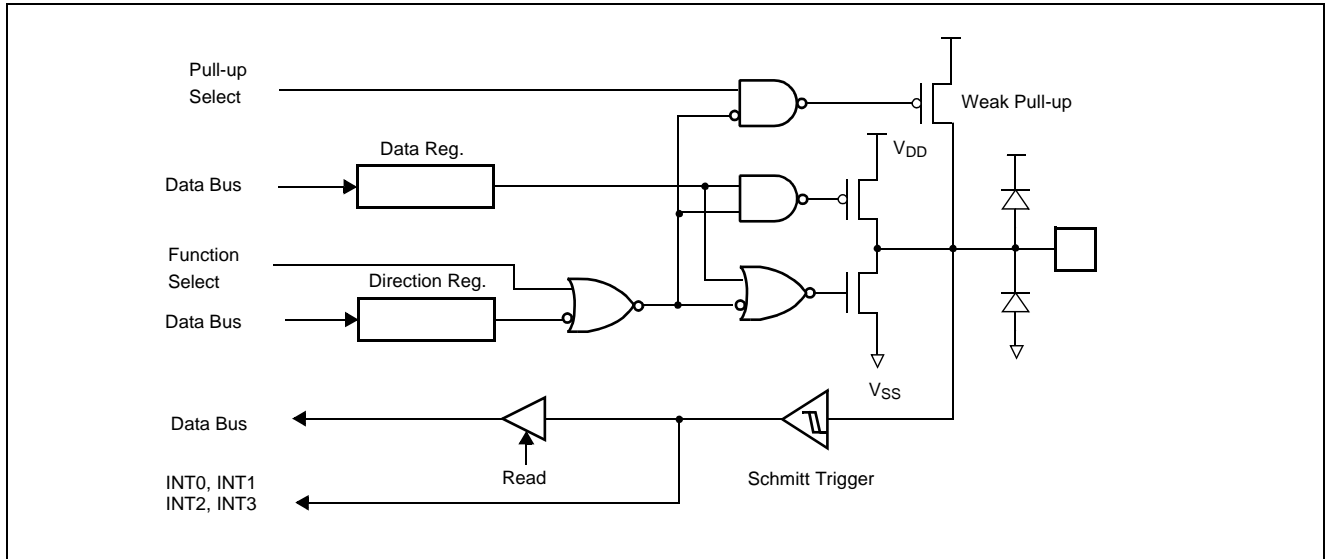 Pull-up
Select
Weak Pull-up
VDD
Data Reg.
Data Bus
Function
Select
Direction Reg.
Data Bus
VSS
Data Bus
Read
Schmitt Trigger
INT0, INT1
INT2, INT3